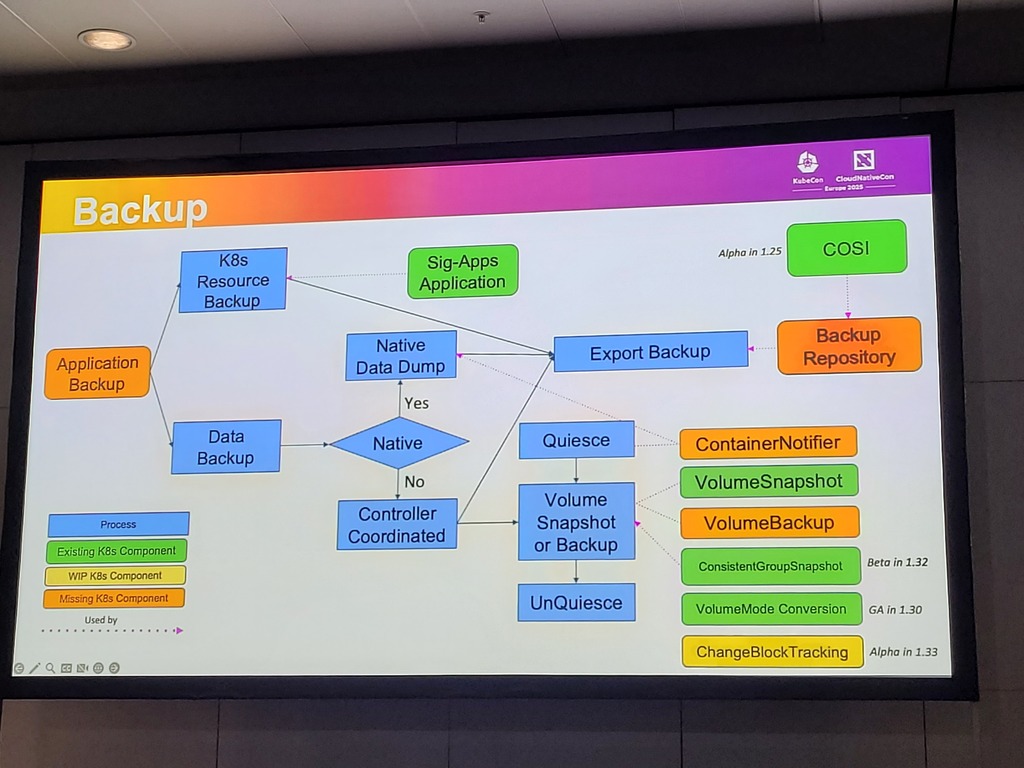 KubeCon
CloudNativeCon
Europe 2025
Backup
K8s
Resource
Backup
Sig-Apps
Application
Alpha in 1.25
COSI
Application
Backup
Native
Data Dump
Export Backup
Backup
Repository
Yes
Data
Backup
Native
Quiesce
ContainerNotifier
No
VolumeSnapshot
Controller
Coordinated
Volume
Snapshot
or Backup
VolumeBackup
ConsistentGroupSnapshot
Beta in 1.32
UnQuiesce
VolumeMode Conversion
GA in 1.30
ChangeBlockTracking
Alpha in 1.33
Process
Existing K8s Component
WIP K8s Component
Missing K8s Component
Used by